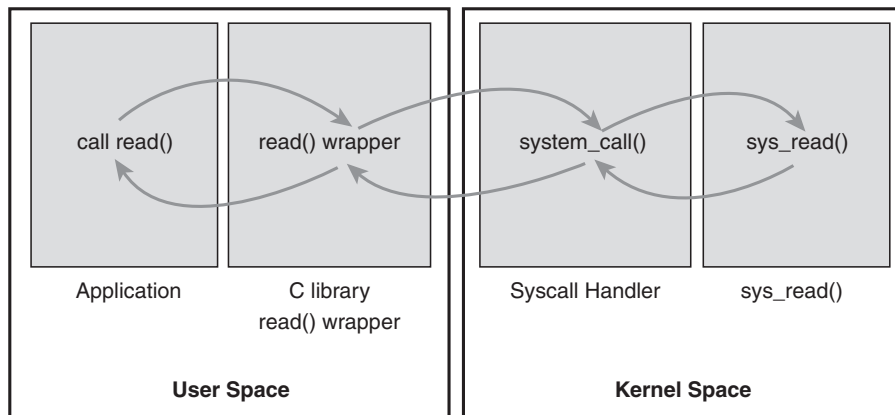 call read()
read() wrapper
system_call()
sys_read()
Application
C library
read() wrapper
Syscall Handler
sys_read()
User Space
Kernel Space